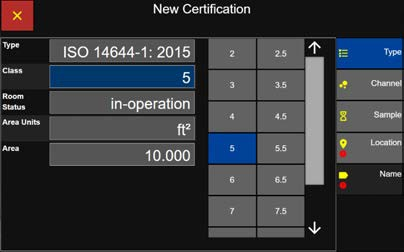 New Certification
Type
ISO 14644-1: 2015
Class
5
Room
Status
in-operation
Area Units
ft²
Area
10.000
2 2.5
3 3.5
4 4.5
5 5.5
6 6.5
7 7.5
Type
Channel
Sample
Location
Name